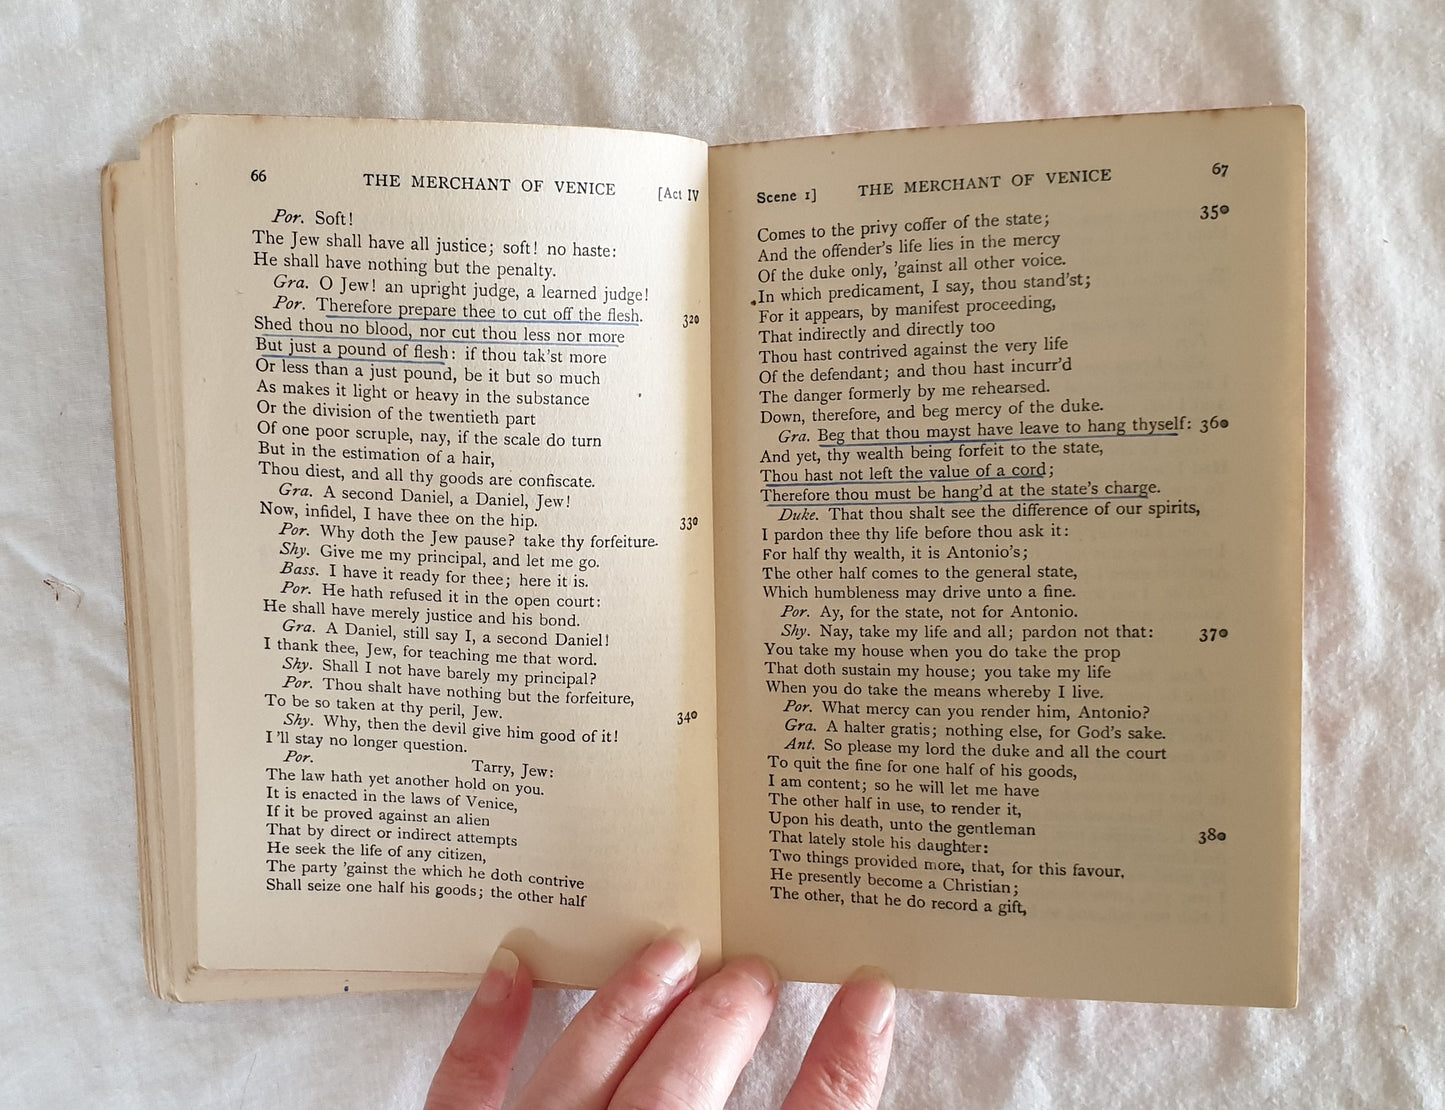 66 THE MERCHANT OF VENICE [Act IV
Por. Soft!
The Jew shall have all justice; soft! no haste:
He shall have nothing but the penalty.
Gra. O Jew! an upright judge, a learned judge!
Por. Therefore prepare thee to cut off the flesh.
Shed thou no blood, nor cut thou less nor more 320
But just a pound of flesh: if thou tak'st more
Or less than a just pound, be it but so much
As makes it light or heavy in the substance
Or the division of the twentieth part
Of one poor scruple, nay, if the scale do turn
But in the estimation of a hair,
Thou diest, and all thy goods are confiscate.
Gra. A second Daniel, a Daniel, Jew!
Now, infidel, I have thee on the hip.
Por. Why doth the Jew pause? take thy forfeiture. 330
Shy. Give me my principal, and let me go.
Bass. I have it ready for thee; here it is.
Por. He hath refused it in the open court:
He shall have merely justice and his bond.
Gra. A Daniel, still say I, a second Daniel!
I thank thee, Jew, for teaching me that word.
Shy. Shall I not have barely my principal?
Por. Thou shalt have nothing but the forfeiture,
To be so taken at thy peril, Jew.
Shy. Why, then the devil give him good of it! 340
I'll stay no longer question.
Por. Tarry, Jew:
The law hath yet another hold on you.
It is enacted in the laws of Venice,
If it be proved against an alien
That by direct or indirect attempts
He seek the life of any citizen,
The party 'gainst the which he doth contrive
Shall seize one half his goods; the other half
Scene 1] THE MERCHANT OF VENICE 67
Comes to the privy coffer of the state; 350
And the offender's life lies in the mercy
Of the duke only, 'gainst all other voice.
In which predicament, I say, thou stand'st;
For it appears, by manifest proceeding,
That indirectly and directly too
Thou hast contrived against the very life
Of the defendant; and thou hast incurr'd
The danger formerly by me rehearsed.
Down, therefore, and beg mercy of the duke.
Gra. Beg that thou mayst have leave to hang thyself: 360
And yet, thy wealth being forfeit to the state,
Thou hast not left the value of a cord;
Therefore thou must be hang'd at the state's charge.
Duke. That thou shalt see the difference of our spirits,
I pardon thee thy life before thou ask it:
For half thy wealth, it is Antonio's;
The other half comes to the general state,
Which humbleness may drive unto a fine.
Por. Ay, for the state, not for Antonio.
Shy. Nay, take my life and all; pardon not that: 370
You take my house when you do take the prop
That doth sustain my house; you take my life
When you do take the means whereby I live.
Por. What mercy can you render him, Antonio?
Gra. A halter gratis; nothing else, for God's sake.
Ant. So please my lord the duke and all the court
To quit the fine for one half of his goods,
I am content; so he will let me have
The other half in use, to render it,
Upon his death, unto the gentleman 380
That lately stole his daughter:
Two things provided more, that, for this favour,
He presently become a Christian;
The other, that he do record a gift,